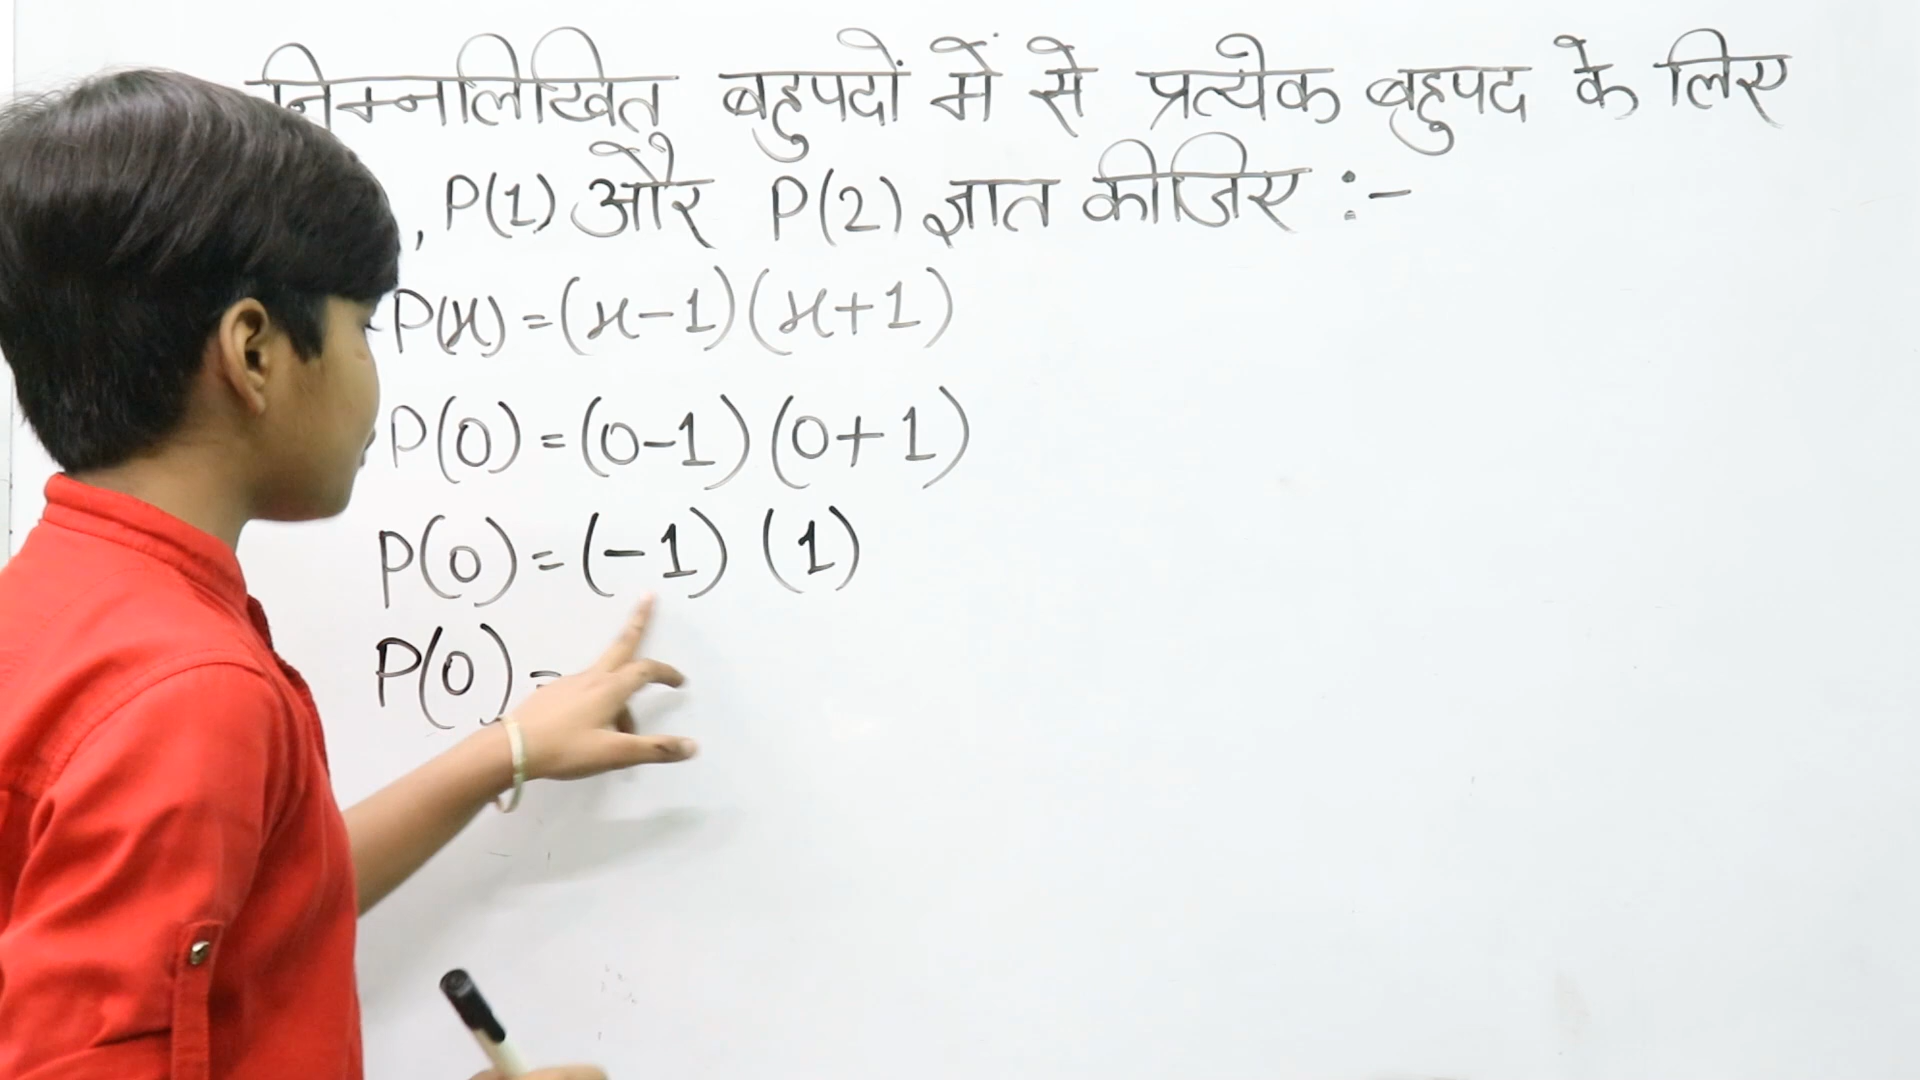 निम्नलिखित बहुपदों में से प्रत्येक बहुपद के लिए
, P(1) और P(2) ज्ञात कीजिए :-
P(x) = (x-1)(x+1)
P(0) = (0-1)(0+1)
P(0) = (-1) (1)
P(0) =